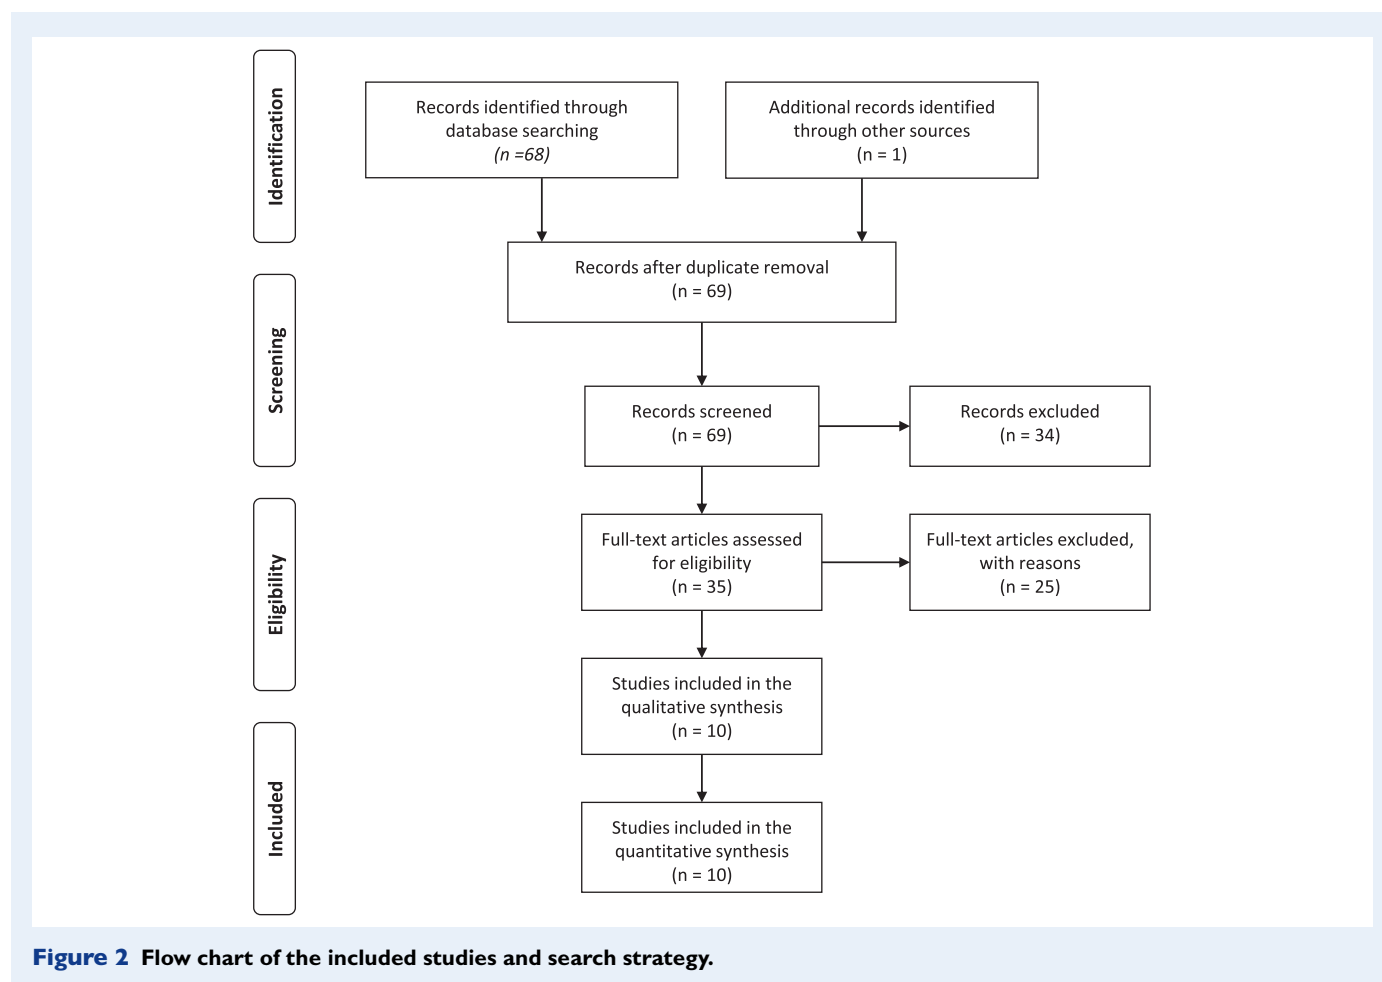 Identification
Records identified through
database searching
(n =68)
Additional records identified
through other sources
(n = 1)
Records after duplicate removal
(n = 69)
Screening
Records screened
(n = 69)
Records excluded
(n = 34)
Eligibility
Full-text articles assessed
for eligibility
(n = 35)
Full-text articles excluded,
with reasons
(n = 25)
Studies included in the
qualitative synthesis
(n = 10)
Included
Studies included in the
quantitative synthesis
(n = 10)
Figure 2 Flow chart of the included studies and search strategy.